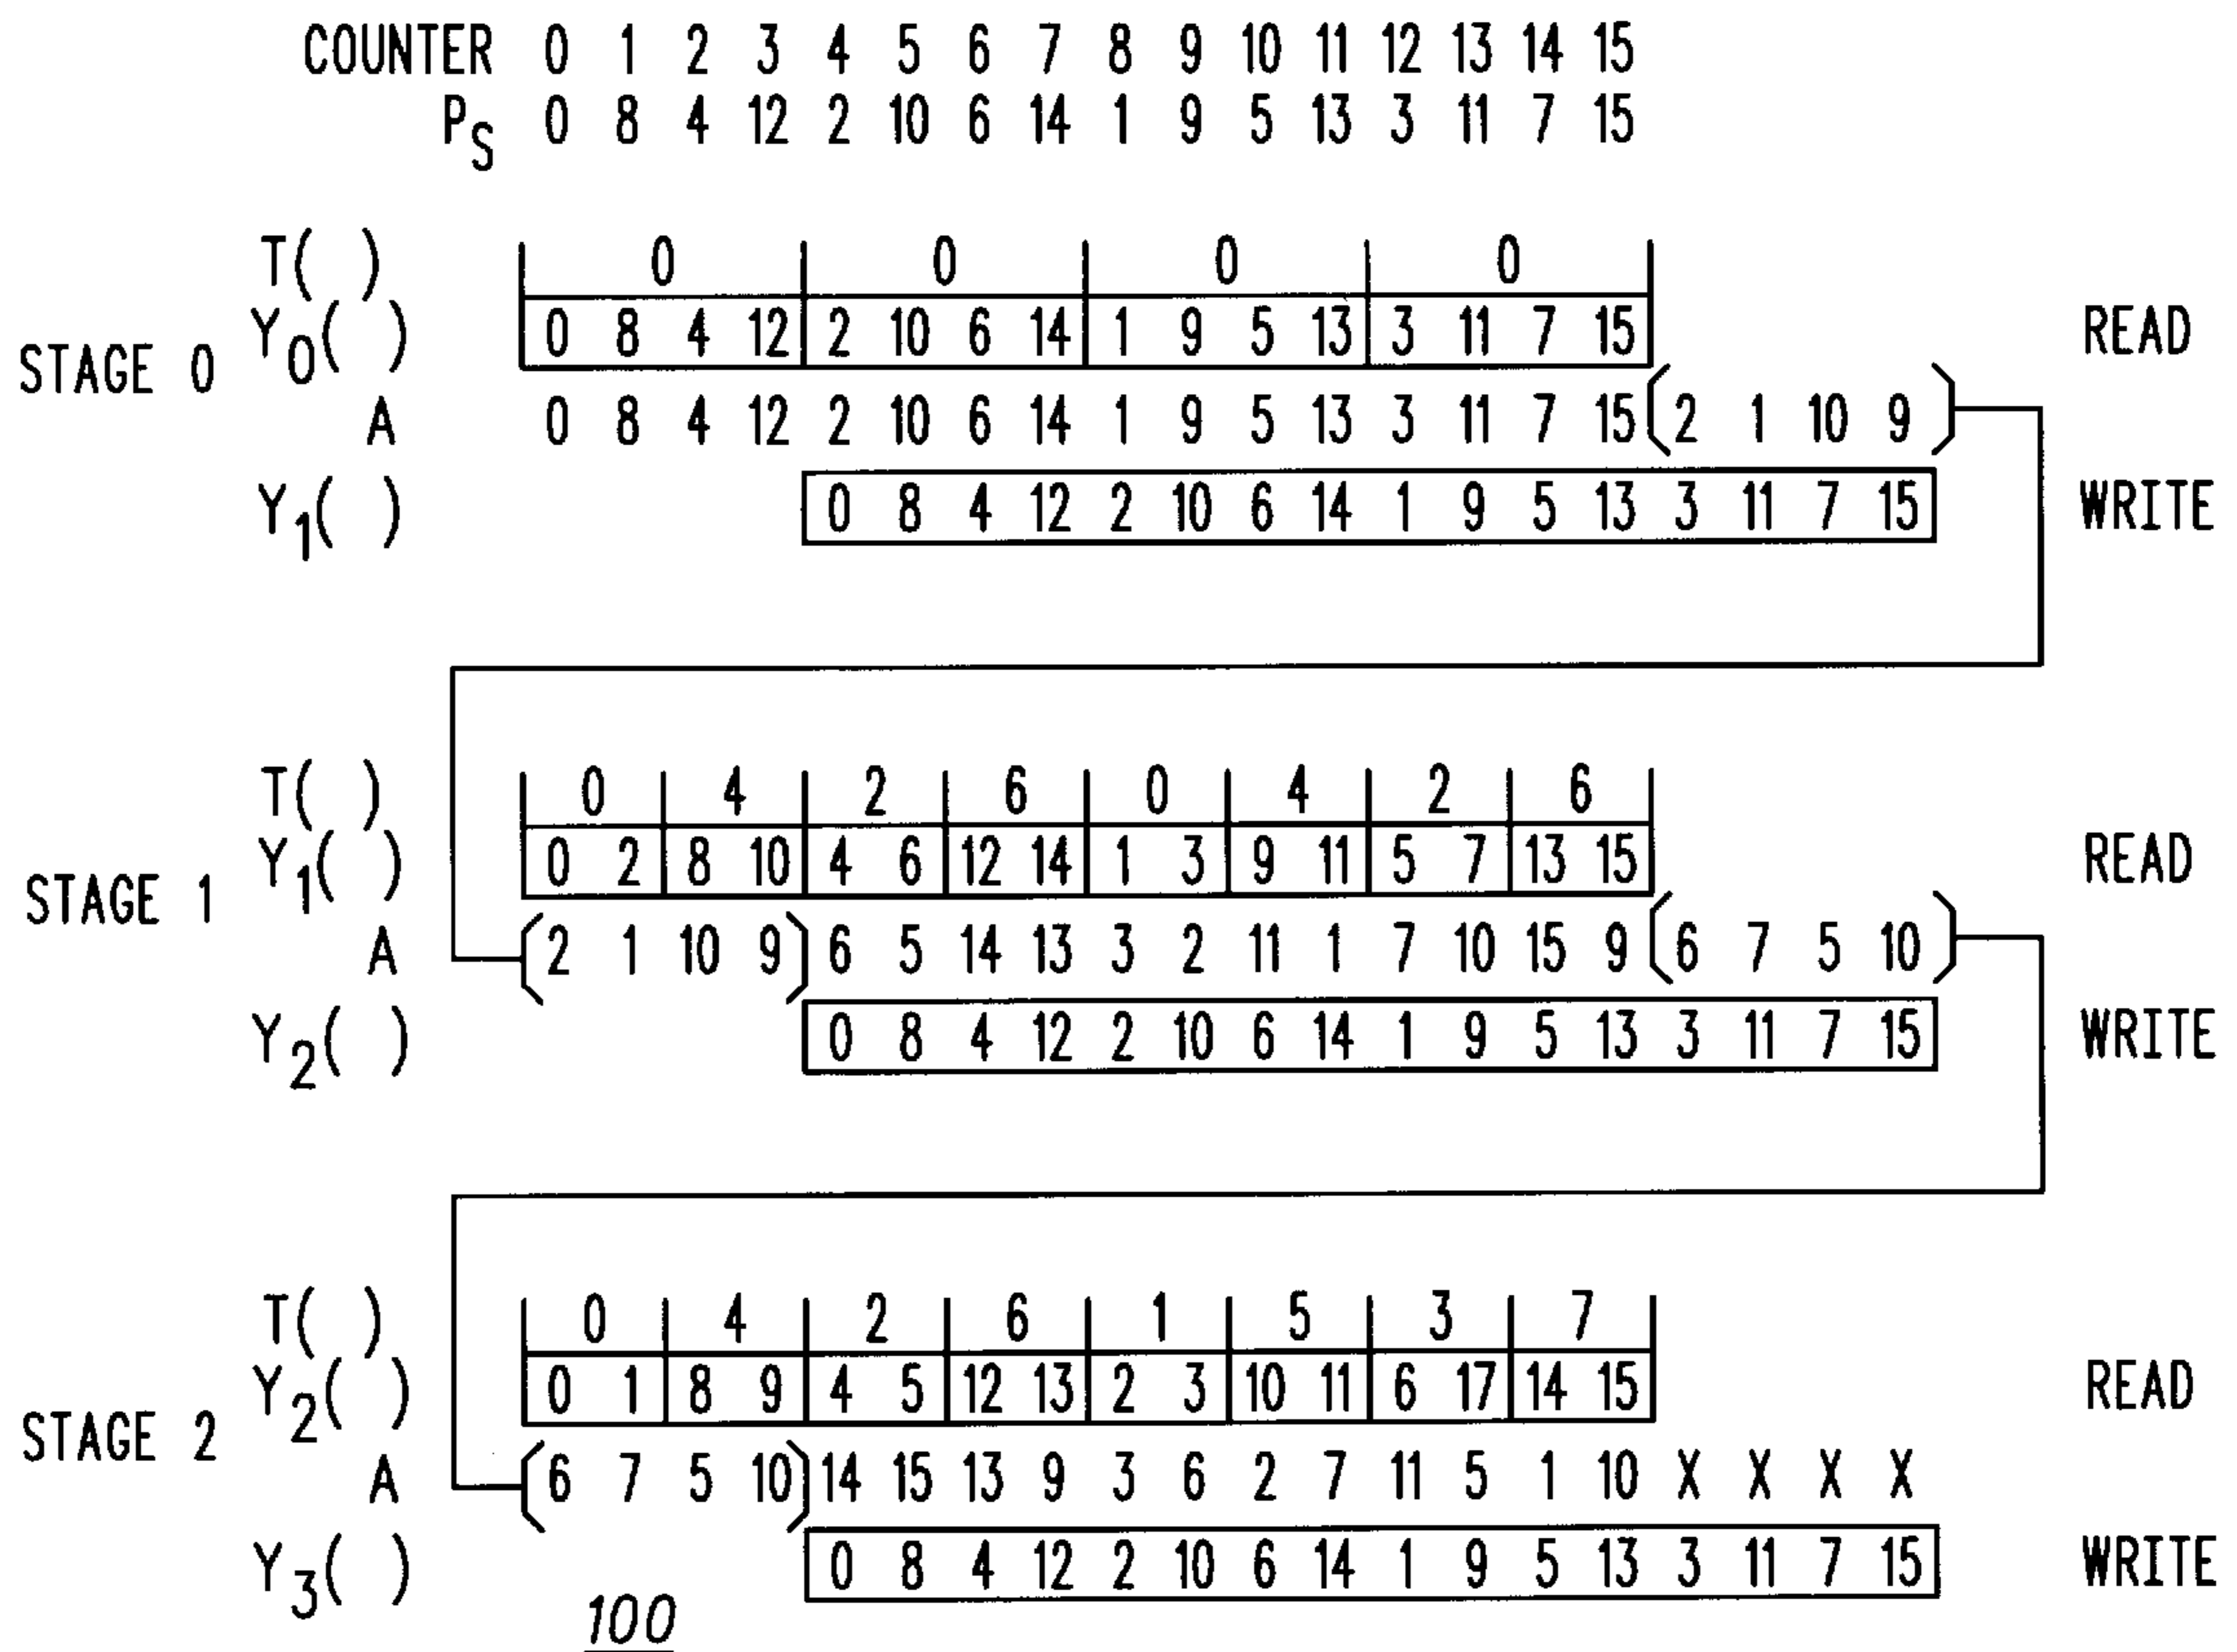 COUNTER 0 1 2 3 4 5 6 7 8 9 10 11 12 13 14 15
PS 0 8 4 12 2 10 6 14 1 9 5 13 3 11 7 15
T( ) 0 0 0 0
STAGE 0
Y0( ) 0 8 4 12 2 10 6 14 1 9 5 13 3 11 7 15 READ
A 0 8 4 12 2 10 6 14 1 9 5 13 3 11 7 15 (2 1 10 9)
Y1( ) 0 8 4 12 2 10 6 14 1 9 5 13 3 11 7 15 WRITE
T( ) 0 4 2 6 0 4 2 6
STAGE 1
Y1( ) 0 2 8 10 4 6 12 14 1 3 9 11 5 7 13 15 READ
A (2 1 10 9) 6 5 14 13 3 2 11 1 7 10 15 9 (6 7 5 10)
Y2( ) 0 8 4 12 2 10 6 14 1 9 5 13 3 11 7 15 WRITE
T( ) 0 4 2 6 1 5 3 7
STAGE 2
Y2( ) 0 1 8 9 4 5 12 13 2 3 10 11 6 17 14 15 READ
A (6 7 5 10) 14 15 13 9 3 6 2 7 11 5 1 10 X X X X
Y3( ) 0 8 4 12 2 10 6 14 1 9 5 13 3 11 7 15 WRITE
100